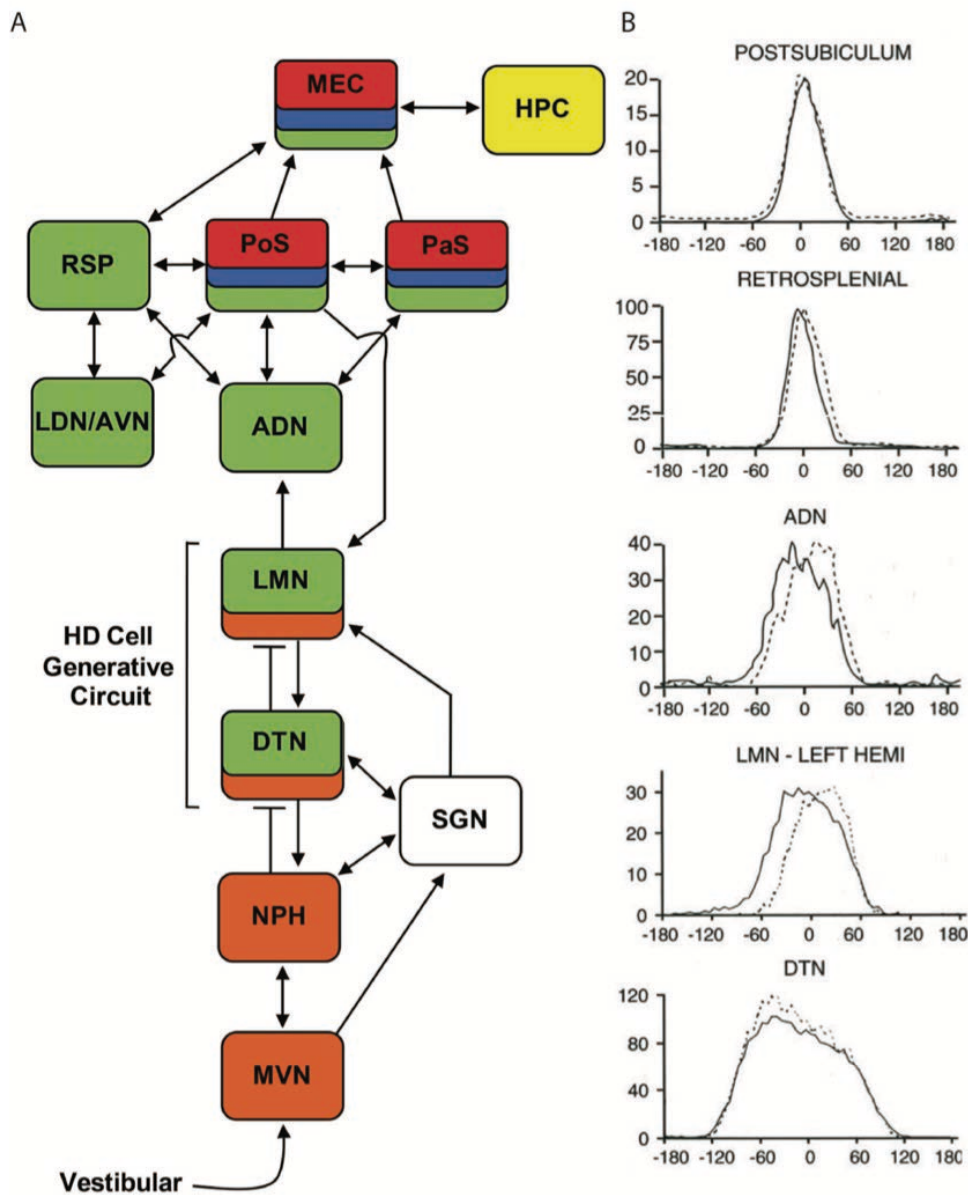 A
MEC
HPC
RSP
PoS
PaS
LDN/AVN
ADN
LMN
HD Cell
Generative
Circuit
DTN
SGN
NPH
MVN
Vestibular
B
POSTSUBICULUM
20
15
10
5
0
-180 -120 -60 0 60 120 180
RETROSPLENIAL
100
75
50
25
0
-180 -120 -60 0 60 120 180
ADN
40
30
20
10
0
-180 -120 -60 0 60 120 180
LMN - LEFT HEMI
30
20
10
0
-180 -120 -60 0 60 120 180
DTN
120
80
40
0
-180 -120 -60 0 60 120 180